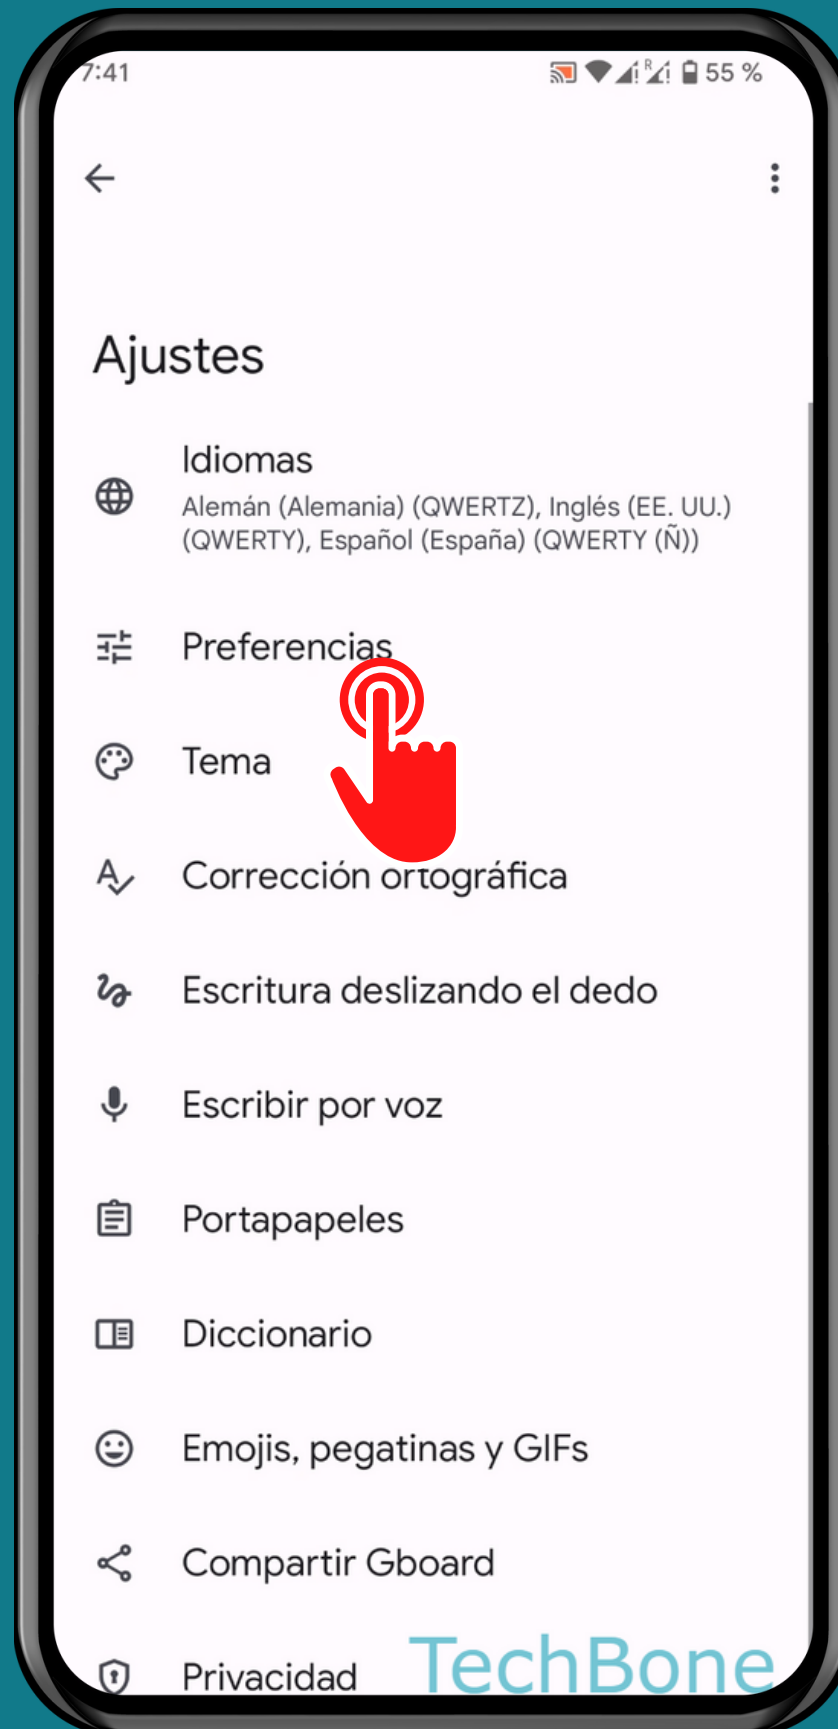 7:41
R
55 %
Ajustes
Idiomas
Alemán (Alemania) (QWERTZ), Inglés (EE. UU.)
(QWERTY), Español (España) (QWERTY (Ñ))
Preferencias
Tema
Corrección ortográfica
Escritura deslizando el dedo
Escribir por voz
Portapapeles
Diccionario
Emojis, pegatinas y GIFs
Compartir Gboard
Privacidad
TechBone